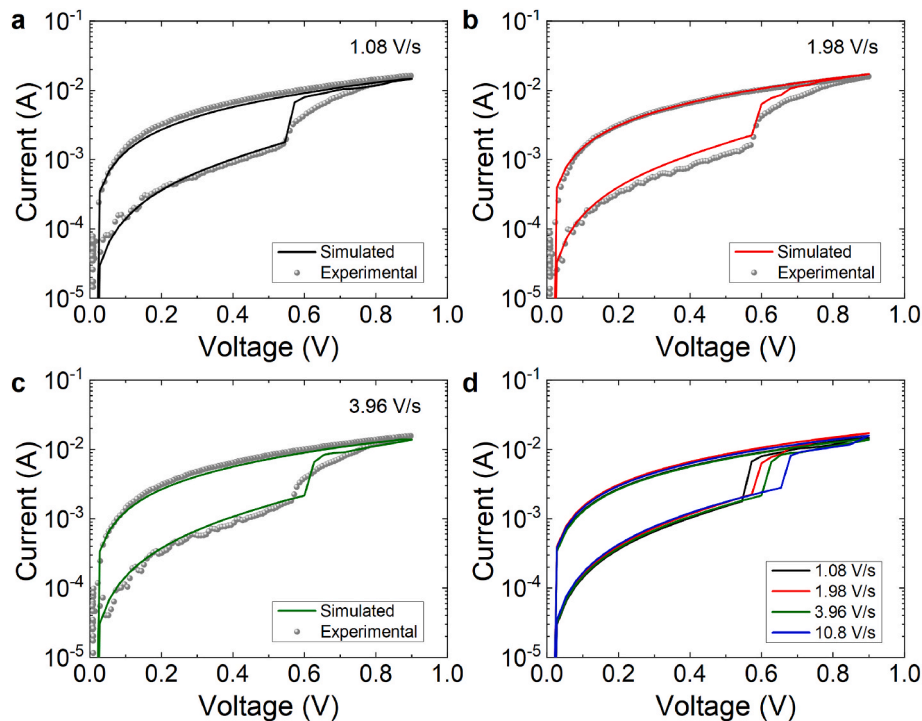 a
1.08 V/s
Current (A)
10⁻¹
10⁻²
10⁻³
10⁻⁴
10⁻⁵
Simulated
Experimental
0.0 0.2 0.4 0.6 0.8 1.0
Voltage (V)
b
1.98 V/s
Current (A)
10⁻¹
10⁻²
10⁻³
10⁻⁴
10⁻⁵
Simulated
Experimental
0.0 0.2 0.4 0.6 0.8 1.0
Voltage (V)
c
3.96 V/s
Current (A)
10⁻¹
10⁻²
10⁻³
10⁻⁴
10⁻⁵
Simulated
Experimental
0.0 0.2 0.4 0.6 0.8 1.0
Voltage (V)
d
Current (A)
10⁻¹
10⁻²
10⁻³
10⁻⁴
10⁻⁵
1.08 V/s
1.98 V/s
3.96 V/s
10.8 V/s
0.0 0.2 0.4 0.6 0.8 1.0
Voltage (V)